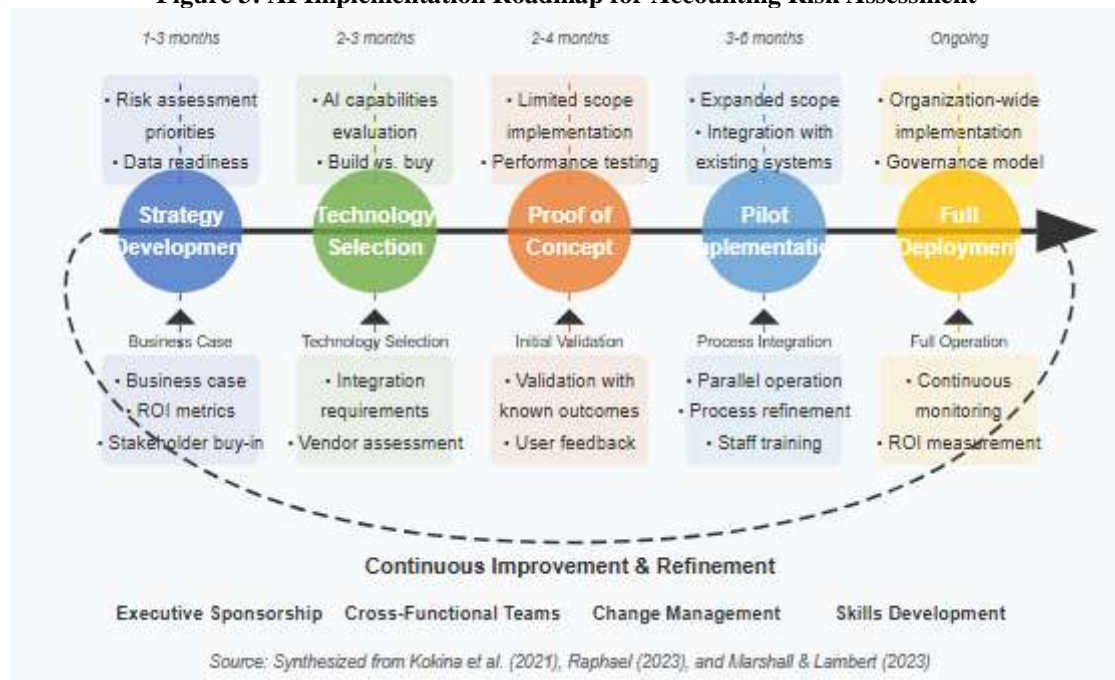 Figure AI Implementation Roadmap for Accounting Risk Assessment
1-3 months
2-3 months
2-4 months
3-6 months
Ongoing
• Risk assessment
priorities
• Data readiness
• AI capabilities
evaluation
• Build vs. buy
• Limited scope
implementation
• Performance testing
• Expanded scope
• Integration with
existing systems
• Organization-wide
implementation
• Governance model
Strategy
Development
Technology
Selection
Proof of
Concept
Pilot
Implementation
Full
Deployment
Business Case
Technology Selection
Initial Validation
Process Integration
Full Operation
• Business case
• ROI metrics
• Stakeholder buy-in
• Integration
requirements
• Vendor assessment
• Validation with
known outcomes
• User feedback
• Parallel operation
• Process refinement
• Staff training
• Continuous
monitoring
• ROI measurement
Continuous Improvement & Refinement
Executive Sponsorship
Cross-Functional Teams
Change Management
Skills Development
Source: Synthesized from Kokina et al. (2021), Raphael (2023), and Marshall & Lambert (2023)